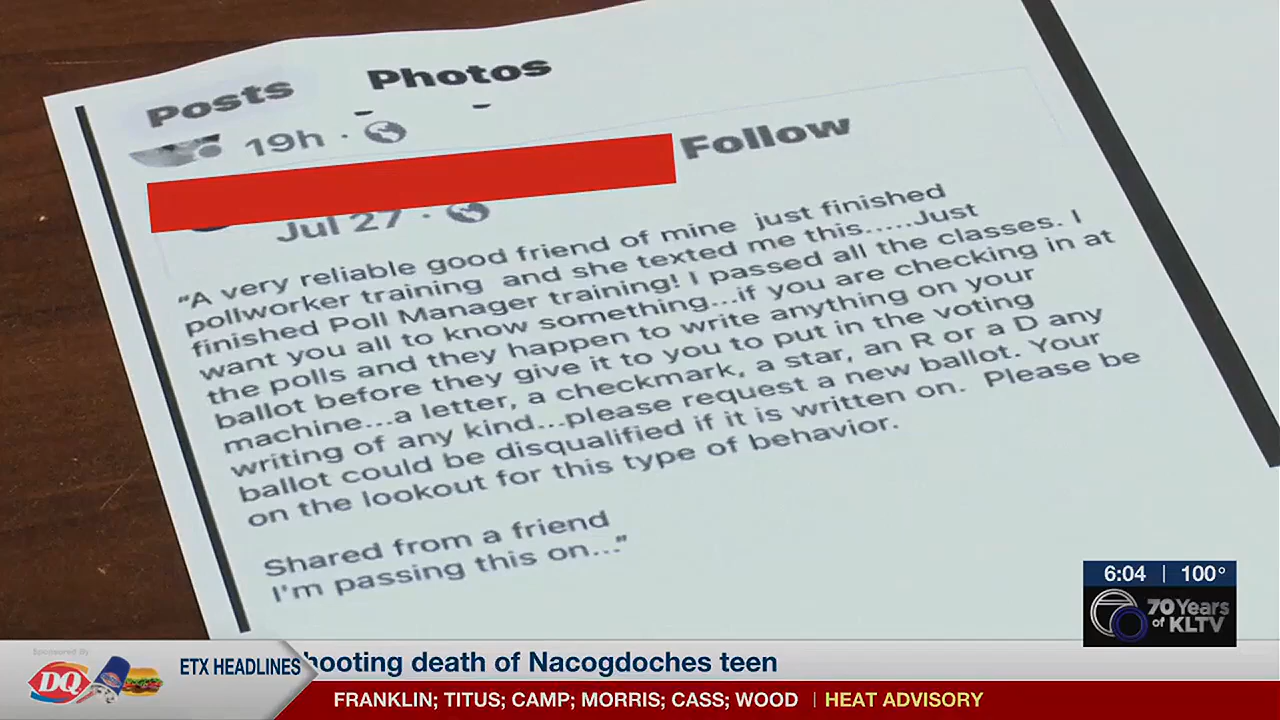 Posts Photos
19h ·
Follow
Jul 27 ·
“A very reliable good friend of mine just finished
pollworker training and she texted me this.....Just
finished Poll Manager training! I passed all the classes. I
want you all to know something...if you are checking in at
the polls and they happen to write anything on your
ballot before they give it to you to put in the voting
machine...a letter, a checkmark, a star, an R or a D any
writing of any kind...please request a new ballot. Your
ballot could be disqualified if it is written on. Please be
on the lookout for this type of behavior.
Shared from a friend
I'm passing this on...”
6:04 | 100°
70 Years
of KLTV
Sponsored By
DQ
ETX HEADLINES
hooting death of Nacogdoches teen
FRANKLIN; TITUS; CAMP; MORRIS; CASS; WOOD | HEAT ADVISORY